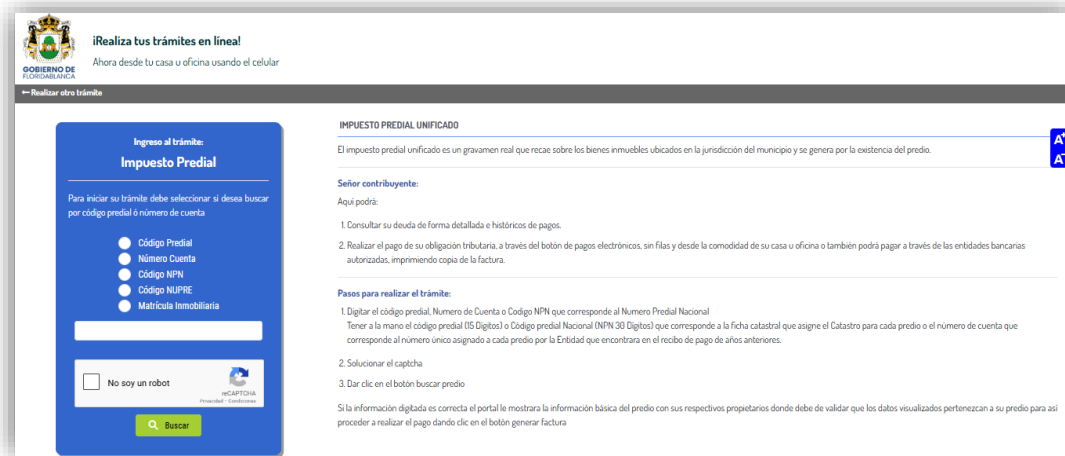 ¡Realiza tus trámites en línea!
Ahora desde tu casa u oficina usando el celular
GOBIERNO DE
FLORIDABLANCA
←Realizar otro trámite
Ingreso al trámite:
Impuesto Predial
Para iniciar su trámite debe seleccionar si desea buscar
por código predial ó número de cuenta
Código Predial
Número Cuenta
Código NPN
Código NUPRE
Matrícula Inmobiliaria
No soy un robot
reCAPTCHA
Privacidad - Condiciones
Buscar
IMPUESTO PREDIAL UNIFICADO
El impuesto predial unificado es un gravamen real que recae sobre los bienes inmuebles ubicados en la jurisdicción del municipio y se genera por la existencia del predio.
Señor contribuyente:
Aquí podrá:
1. Consultar su deuda de forma detallada e históricos de pagos.
2. Realizar el pago de su obligación tributaria, a través del botón de pagos electrónicos, sin filas y desde la comodidad de su casa u oficina o también podrá pagar a través de las entidades bancarias
autorizadas, imprimiendo copia de la factura.
Pasos para realizar el trámite:
1. Digitar el código predial, Numero de Cuenta o Codigo NPN que corresponde al Numero Predial Nacional
Tener a la mano el código predial (15 Digitos) o Código predial Nacional (NPN 30 Digitos) que corresponde a la ficha catastral que asigne el Catastro para cada predio o el número de cuenta que
corresponde al número único asignado a cada predio por la Entidad que encontrara en el recibo de pago de años anteriores.
2. Solucionar el captcha
3. Dar clic en el botón buscar predio
Si la información digitada es correcta el portal le mostrara la información básica del predio con sus respectivos propietarios donde debe de validar que los datos visualizados pertenezcan a su predio para así
proceder a realizar el pago dando clic en el botón generar factura
A+
A-